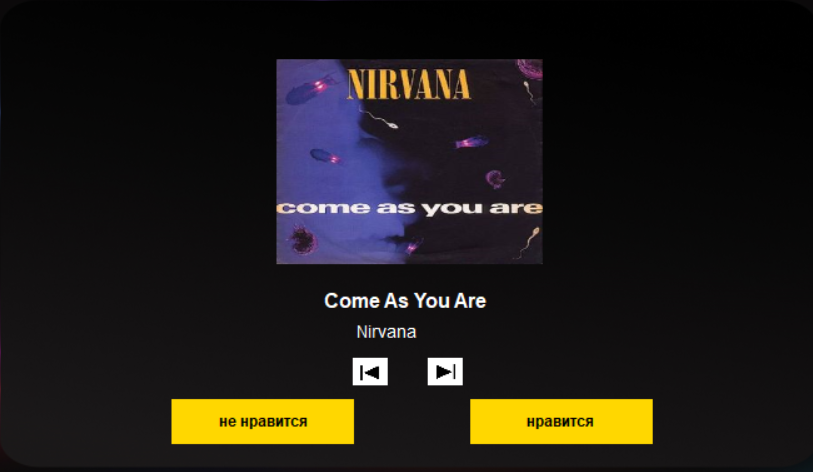 NIRVANA
come as you are
Come As You Are
Nirvana
не нравится
нравится